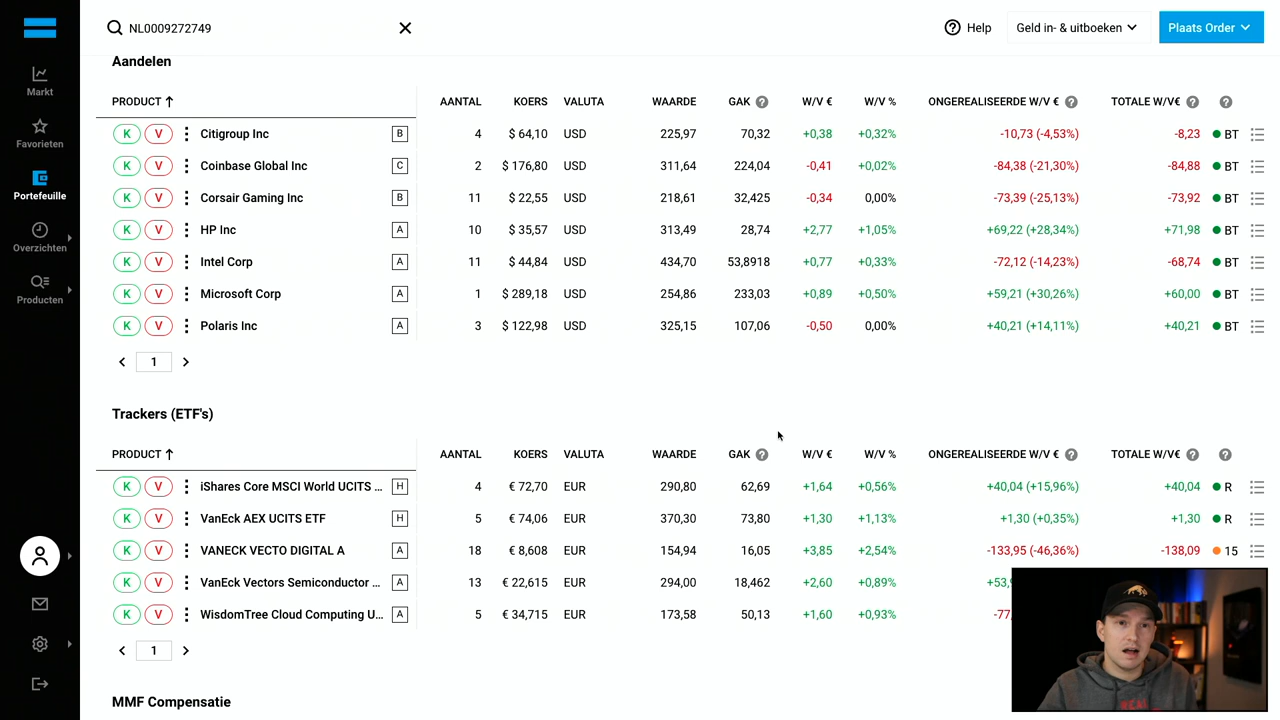 NL0009272749 Help Geld in- & uitboeken Plaats Order
Markt
Favorieten
Portefeuille
Overzichten
Producten
Aandelen
PRODUCT AANTAL KOERS VALUTA WAARDE GAK W/V € W/V % ONGEREALISEERDE W/V € TOTALE W/V€
K V Citigroup Inc B 4 $ 64,10 USD 225,97 70,32 +0,38 +0,32% -10,73 (-4,53%) -8,23 BT
K V Coinbase Global Inc C 2 $ 176,80 USD 311,64 224,04 -0,41 +0,02% -84,38 (-21,30%) -84,88 BT
K V Corsair Gaming Inc B 11 $ 22,55 USD 218,61 32,425 -0,34 0,00% -73,39 (-25,13%) -73,92 BT
K V HP Inc A 10 $ 35,57 USD 313,49 28,74 +2,77 +1,05% +69,22 (+28,34%) +71,98 BT
K V Intel Corp A 11 $ 44,84 USD 434,70 53,8918 +0,77 +0,33% -72,12 (-14,23%) -68,74 BT
K V Microsoft Corp A 1 $ 289,18 USD 254,86 233,03 +0,89 +0,50% +59,21 (+30,26%) +60,00 BT
K V Polaris Inc A 3 $ 122,98 USD 325,15 107,06 -0,50 0,00% +40,21 (+14,11%) +40,21 BT
1
Trackers (ETF's)
PRODUCT AANTAL KOERS VALUTA WAARDE GAK W/V € W/V % ONGEREALISEERDE W/V € TOTALE W/V€
K V iShares Core MSCI World UCITS ... H 4 € 72,70 EUR 290,80 62,69 +1,64 +0,56% +40,04 (+15,96%) +40,04 R
K V VanEck AEX UCITS ETF H 5 € 74,06 EUR 370,30 73,80 +1,30 +1,13% +1,30 (+0,35%) +1,30 R
K V VANECK VECTO DIGITAL A A 18 € 8,608 EUR 154,94 16,05 +3,85 +2,54% -133,95 (-46,36%) -138,09 15
K V VanEck Vectors Semiconductor ... A 13 € 22,615 EUR 294,00 18,462 +2,60 +0,89% +53,
K V WisdomTree Cloud Computing U... A 5 € 34,715 EUR 173,58 50,13 +1,60 +0,93% -77,
1
MMF Compensatie